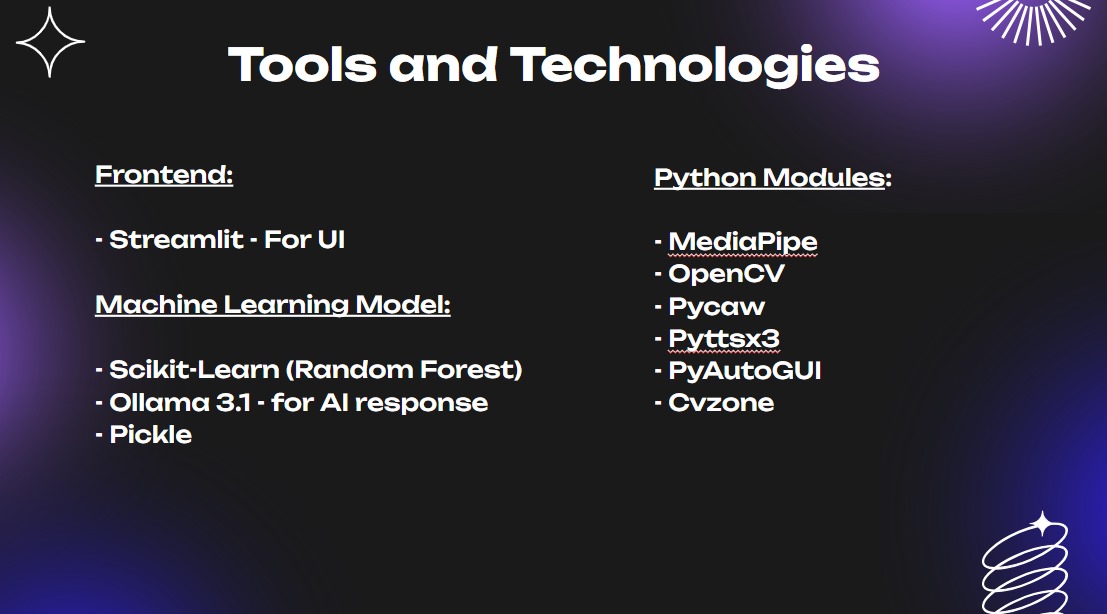 Tools and Technologies
Frontend:
- Streamlit - For UI
Machine Learning Model:
- Scikit-Learn (Random Forest)
- Ollama 3.1 - for AI response
- Pickle
Python Modules:
- MediaPipe
- OpenCV
- Pycaw
- Pyttsx3
- PyAutoGUI
- Cvzone